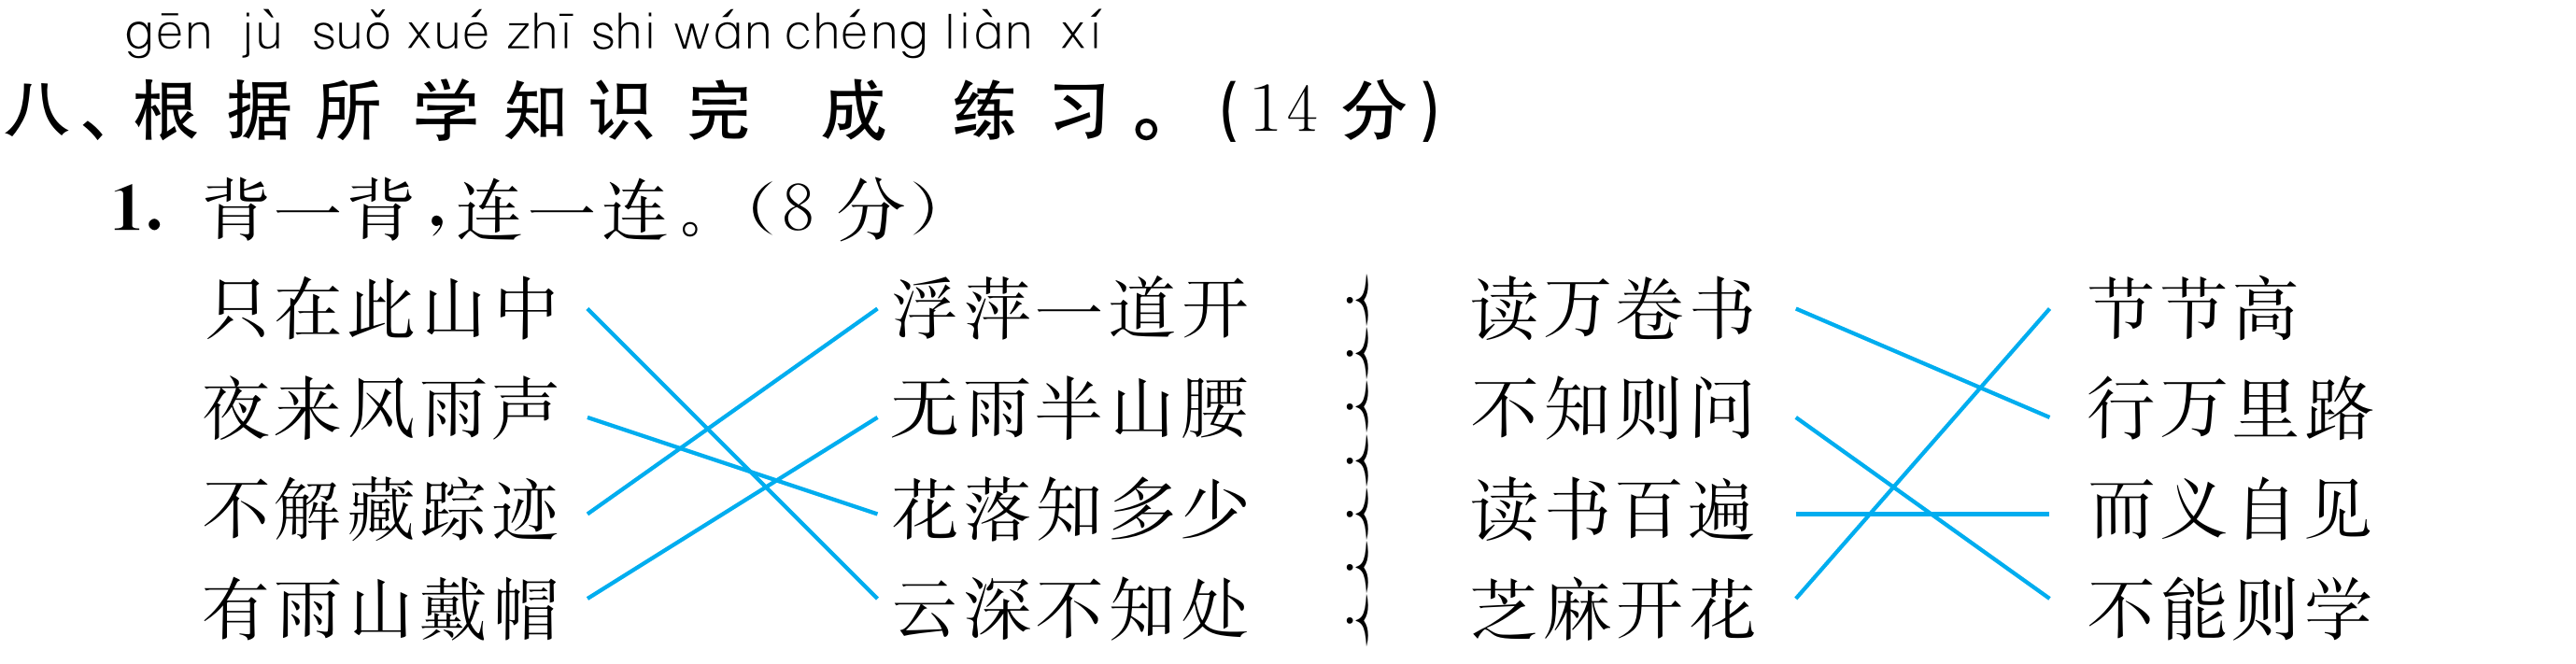 gēn jù suǒ xué zhī shi wán chéng liàn xí
八、根据所学知识完成练习。(14分)
1. 背一背,连一连。(8分)
只在此山中 浮萍一道开 读万卷书 节节高
夜来风雨声 无雨半山腰 不知则问 行万里路
不解藏踪迹 花落知多少 读书百遍 而义自见
有雨山戴帽 云深不知处 芝麻开花 不能则学